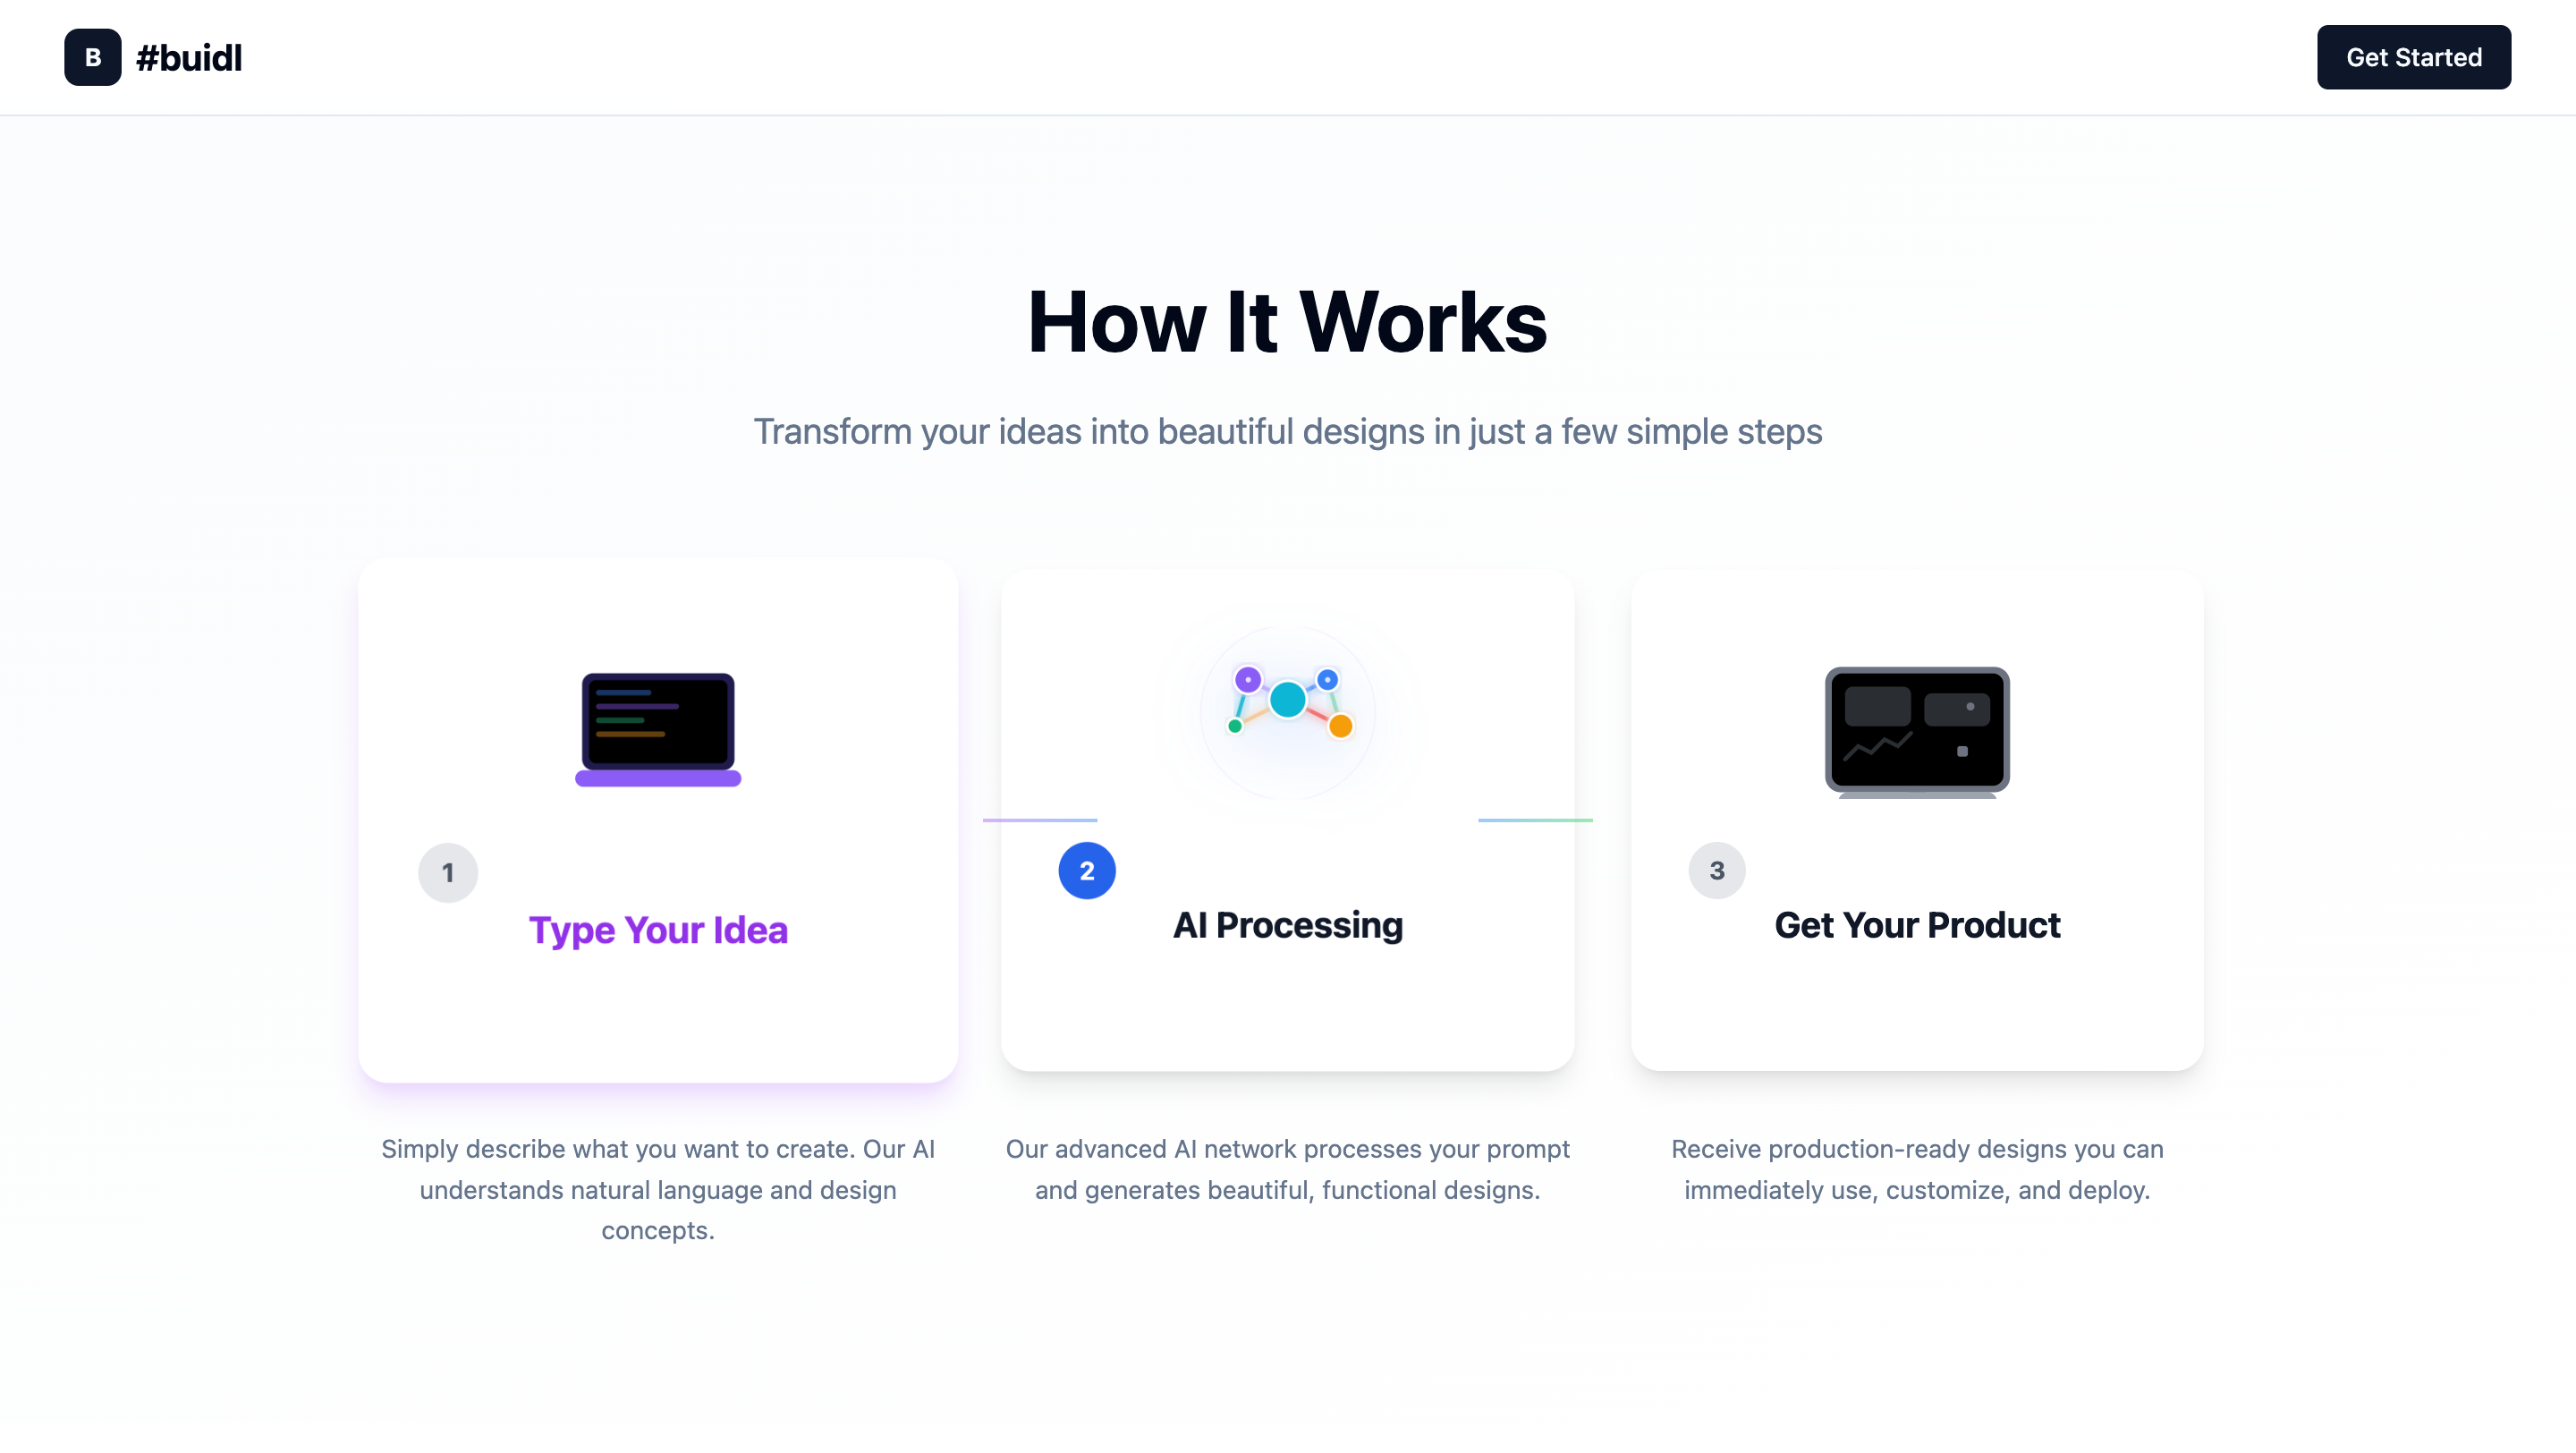 B
#buidl
Get Started
How It Works
Transform your ideas into beautiful designs in just a few simple steps
1
Type Your Idea
Simply describe what you want to create. Our AI
understands natural language and design
concepts.
2
AI Processing
Our advanced AI network processes your prompt
and generates beautiful, functional designs.
3
Get Your Product
Receive production-ready designs you can
immediately use, customize, and deploy.